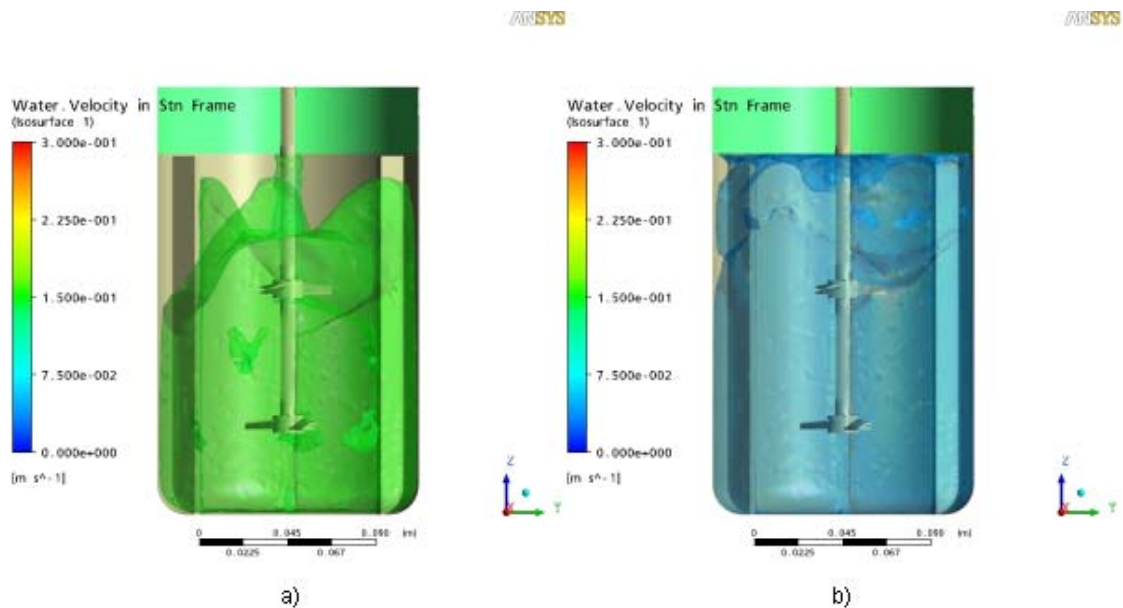 ANSYS
ANSYS
Water.Velocity in Stn Frame
(Isosurface 1)
3.000e-001
2.250e-001
1.500e-001
7.500e-002
0.000e+000
[m s^-1]
Z
X
Y
0 0.045 0.090 (m)
0.0225 0.067
a)
Water.Velocity in Stn Frame
(Isosurface 1)
3.000e-001
2.250e-001
1.500e-001
7.500e-002
0.000e+000
[m s^-1]
Z
X
Y
0 0.045 0.090 (m)
0.0225 0.067
b)